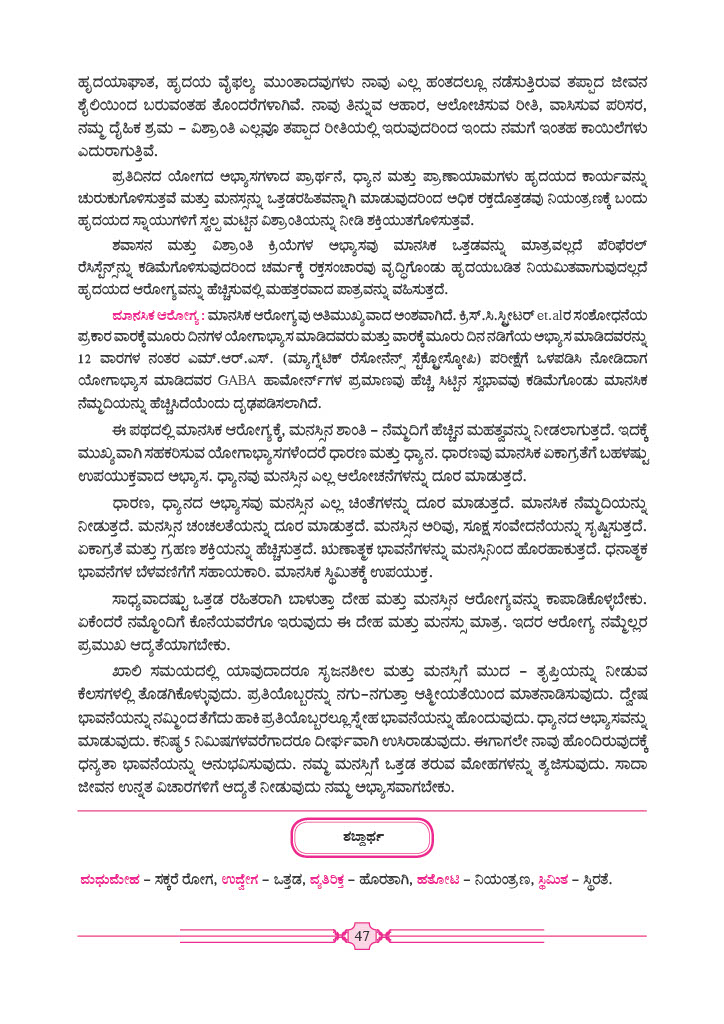 ಹೃದಯಾಘಾತ, ಹೃದಯ ವೈಫಲ್ಯ ಮುಂತಾದವುಗಳು ನಾವು ಎಲ್ಲ ಹಂತದಲ್ಲೂ ನಡೆಸುತ್ತಿರುವ ತಪ್ಪಾದ ಜೀವನ
ಶೈಲಿಯಿಂದ ಬರುವಂತಹ ತೊಂದರೆಗಳಾಗಿವೆ. ನಾವು ತಿನ್ನುವ ಆಹಾರ, ಆಲೋಚಿಸುವ ರೀತಿ, ವಾಸಿಸುವ ಪರಿಸರ,
ನಮ್ಮ ದೈಹಿಕ ಶ್ರಮ – ವಿಶ್ರಾಂತಿ ಎಲ್ಲವೂ ತಪ್ಪಾದ ರೀತಿಯಲ್ಲಿ ಇರುವುದರಿಂದ ಇಂದು ನಮಗೆ ಇಂತಹ ಕಾಯಿಲೆಗಳು
ಎದುರಾಗುತ್ತಿವೆ.
ಪ್ರತಿದಿನದ ಯೋಗದ ಅಭ್ಯಾಸಗಳಾದ ಪ್ರಾರ್ಥನೆ, ಧ್ಯಾನ ಮತ್ತು ಪ್ರಾಣಾಯಾಮಗಳು ಹೃದಯದ ಕಾರ್ಯವನ್ನು
ಚುರುಕುಗೊಳಿಸುತ್ತವೆ ಮತ್ತು ಮನಸ್ಸನ್ನು ಒತ್ತಡರಹಿತವನ್ನಾಗಿ ಮಾಡುವುದರಿಂದ ಅಧಿಕ ರಕ್ತದೊತ್ತಡವು ನಿಯಂತ್ರಣಕ್ಕೆ ಬಂದು
ಹೃದಯದ ಸ್ನಾಯುಗಳಿಗೆ ಸ್ವಲ್ಪ ಮಟ್ಟಿನ ವಿಶ್ರಾಂತಿಯನ್ನು ನೀಡಿ ಶಕ್ತಿಯುತಗೊಳಿಸುತ್ತವೆ.
ಶವಾಸನ ಮತ್ತು ವಿಶ್ರಾಂತಿ ಕ್ರಿಯೆಗಳ ಅಭ್ಯಾಸವು ಮಾನಸಿಕ ಒತ್ತಡವನ್ನು ಮಾತ್ರವಲ್ಲದೆ ಪೆರಿಫೆರಲ್
ರೆಸಿಸ್ಟೆನ್ಸ್‌ನ್ನು ಕಡಿಮೆಗೊಳಿಸುವುದರಿಂದ ಚರ್ಮಕ್ಕೆ ರಕ್ತಸಂಚಾರವು ವೃದ್ಧಿಗೊಂಡು ಹೃದಯಬಡಿತ ನಿಯಮಿತವಾಗುವುದಲ್ಲದೆ
ಹೃದಯದ ಆರೋಗ್ಯವನ್ನು ಹೆಚ್ಚಿಸುವಲ್ಲಿ ಮಹತ್ತರವಾದ ಪಾತ್ರವನ್ನು ವಹಿಸುತ್ತದೆ.
ಮಾನಸಿಕ ಆರೋಗ್ಯ : ಮಾನಸಿಕ ಆರೋಗ್ಯವು ಅತಿಮುಖ್ಯವಾದ ಅಂಶವಾಗಿದೆ. ಕ್ರಿಸ್.ಸಿ.ಸ್ಟ್ರೀಟರ್ et.alರ ಸಂಶೋಧನೆಯ
ಪ್ರಕಾರ ವಾರಕ್ಕೆ ಮೂರು ದಿನಗಳ ಯೋಗಾಭ್ಯಾಸ ಮಾಡಿದವರು ಮತ್ತು ವಾರಕ್ಕೆ ಮೂರು ದಿನ ನಡಿಗೆಯ ಅಭ್ಯಾಸ ಮಾಡಿದವರನ್ನು
12 ವಾರಗಳ ನಂತರ ಎಮ್.ಆರ್.ಎಸ್. (ಮ್ಯಾಗ್ನೆಟಿಕ್ ರೆಸೋನೆನ್ಸ್ ಸ್ಪೆಕ್ಟ್ರೋಸ್ಕೋಪಿ) ಪರೀಕ್ಷೆಗೆ ಒಳಪಡಿಸಿ ನೋಡಿದಾಗ
ಯೋಗಾಭ್ಯಾಸ ಮಾಡಿದವರ GABA ಹಾಮೋರ್ನ್‌ಗಳ ಪ್ರಮಾಣವು ಹೆಚ್ಚಿ ಸಿಟ್ಟಿನ ಸ್ವಭಾವವು ಕಡಿಮೆಗೊಂಡು ಮಾನಸಿಕ
ನೆಮ್ಮದಿಯನ್ನು ಹೆಚ್ಚಿಸಿದೆಯೆಂದು ದೃಢಪಡಿಸಲಾಗಿದೆ.
ಈ ಪಥದಲ್ಲಿ ಮಾನಸಿಕ ಆರೋಗ್ಯಕ್ಕೆ, ಮನಸ್ಸಿನ ಶಾಂತಿ – ನೆಮ್ಮದಿಗೆ ಹೆಚ್ಚಿನ ಮಹತ್ವವನ್ನು ನೀಡಲಾಗುತ್ತದೆ. ಇದಕ್ಕೆ
ಮುಖ್ಯವಾಗಿ ಸಹಕರಿಸುವ ಯೋಗಾಭ್ಯಾಸಗಳೆಂದರೆ ಧಾರಣ ಮತ್ತು ಧ್ಯಾನ. ಧಾರಣವು ಮಾನಸಿಕ ಏಕಾಗ್ರತೆಗೆ ಬಹಳಷ್ಟು
ಉಪಯುಕ್ತವಾದ ಅಭ್ಯಾಸ. ಧ್ಯಾನವು ಮನಸ್ಸಿನ ಎಲ್ಲ ಆಲೋಚನೆಗಳನ್ನು ದೂರ ಮಾಡುತ್ತದೆ.
ಧಾರಣ, ಧ್ಯಾನದ ಅಭ್ಯಾಸವು ಮನಸ್ಸಿನ ಎಲ್ಲ ಚಿಂತೆಗಳನ್ನು ದೂರ ಮಾಡುತ್ತದೆ. ಮಾನಸಿಕ ನೆಮ್ಮದಿಯನ್ನು
ನೀಡುತ್ತದೆ. ಮನಸ್ಸಿನ ಚಂಚಲತೆಯನ್ನು ದೂರ ಮಾಡುತ್ತದೆ. ಮನಸ್ಸಿನ ಅರಿವು, ಸೂಕ್ಷ್ಮ ಸಂವೇದನೆಯನ್ನು ಸೃಷ್ಟಿಸುತ್ತದೆ.
ಏಕಾಗ್ರತೆ ಮತ್ತು ಗ್ರಹಣ ಶಕ್ತಿಯನ್ನು ಹೆಚ್ಚಿಸುತ್ತದೆ. ಋಣಾತ್ಮಕ ಭಾವನೆಗಳನ್ನು ಮನಸ್ಸಿನಿಂದ ಹೊರಹಾಕುತ್ತದೆ. ಧನಾತ್ಮಕ
ಭಾವನೆಗಳ ಬೆಳವಣಿಗೆಗೆ ಸಹಾಯಕಾರಿ. ಮಾನಸಿಕ ಸ್ಥಿಮಿತಕ್ಕೆ ಉಪಯುಕ್ತ.
ಸಾಧ್ಯವಾದಷ್ಟು ಒತ್ತಡ ರಹಿತರಾಗಿ ಬಾಳುತ್ತಾ ದೇಹ ಮತ್ತು ಮನಸ್ಸಿನ ಆರೋಗ್ಯವನ್ನು ಕಾಪಾಡಿಕೊಳ್ಳಬೇಕು.
ಏಕೆಂದರೆ ನಮ್ಮೊಂದಿಗೆ ಕೊನೆಯವರೆಗೂ ಇರುವುದು ಈ ದೇಹ ಮತ್ತು ಮನಸ್ಸು ಮಾತ್ರ. ಇದರ ಆರೋಗ್ಯ ನಮ್ಮೆಲ್ಲರ
ಪ್ರಮುಖ ಆದ್ಯತೆಯಾಗಬೇಕು.
ಖಾಲಿ ಸಮಯದಲ್ಲಿ ಯಾವುದಾದರೂ ಸೃಜನಶೀಲ ಮತ್ತು ಮನಸ್ಸಿಗೆ ಮುದ – ತೃಪ್ತಿಯನ್ನು ನೀಡುವ
ಕೆಲಸಗಳಲ್ಲಿ ತೊಡಗಿಕೊಳ್ಳುವುದು. ಪ್ರತಿಯೊಬ್ಬರನ್ನು ನಗು–ನಗುತ್ತಾ ಆತ್ಮೀಯತೆಯಿಂದ ಮಾತನಾಡಿಸುವುದು. ದ್ವೇಷ
ಭಾವನೆಯನ್ನು ನಮ್ಮಿಂದ ತೆಗೆದು ಹಾಕಿ ಪ್ರತಿಯೊಬ್ಬರಲ್ಲೂ ಸ್ನೇಹ ಭಾವನೆಯನ್ನು ಹೊಂದುವುದು. ಧ್ಯಾನದ ಅಭ್ಯಾಸವನ್ನು
ಮಾಡುವುದು. ಕನಿಷ್ಠ 5 ನಿಮಿಷಗಳವರೆಗಾದರೂ ದೀರ್ಘವಾಗಿ ಉಸಿರಾಡುವುದು. ಈಗಾಗಲೇ ನಾವು ಹೊಂದಿರುವುದಕ್ಕೆ
ಧನ್ಯತಾ ಭಾವನೆಯನ್ನು ಅನುಭವಿಸುವುದು. ನಮ್ಮ ಮನಸ್ಸಿಗೆ ಒತ್ತಡ ತರುವ ಮೋಹಗಳನ್ನು ತ್ಯಜಿಸುವುದು. ಸಾದಾ
ಜೀವನ ಉನ್ನತ ವಿಚಾರಗಳಿಗೆ ಆದ್ಯತೆ ನೀಡುವುದು ನಮ್ಮ ಅಭ್ಯಾಸವಾಗಬೇಕು.
ಶಬ್ದಾರ್ಥ
ಮಧುಮೇಹ – ಸಕ್ಕರೆ ರೋಗ, ಉದ್ವೇಗ – ಒತ್ತಡ, ವ್ಯತಿರಿಕ್ತ – ಹೊರತಾಗಿ, ಹತೋಟಿ – ನಿಯಂತ್ರಣ, ಸ್ಥಿಮಿತ – ಸ್ಥಿರತೆ.
47